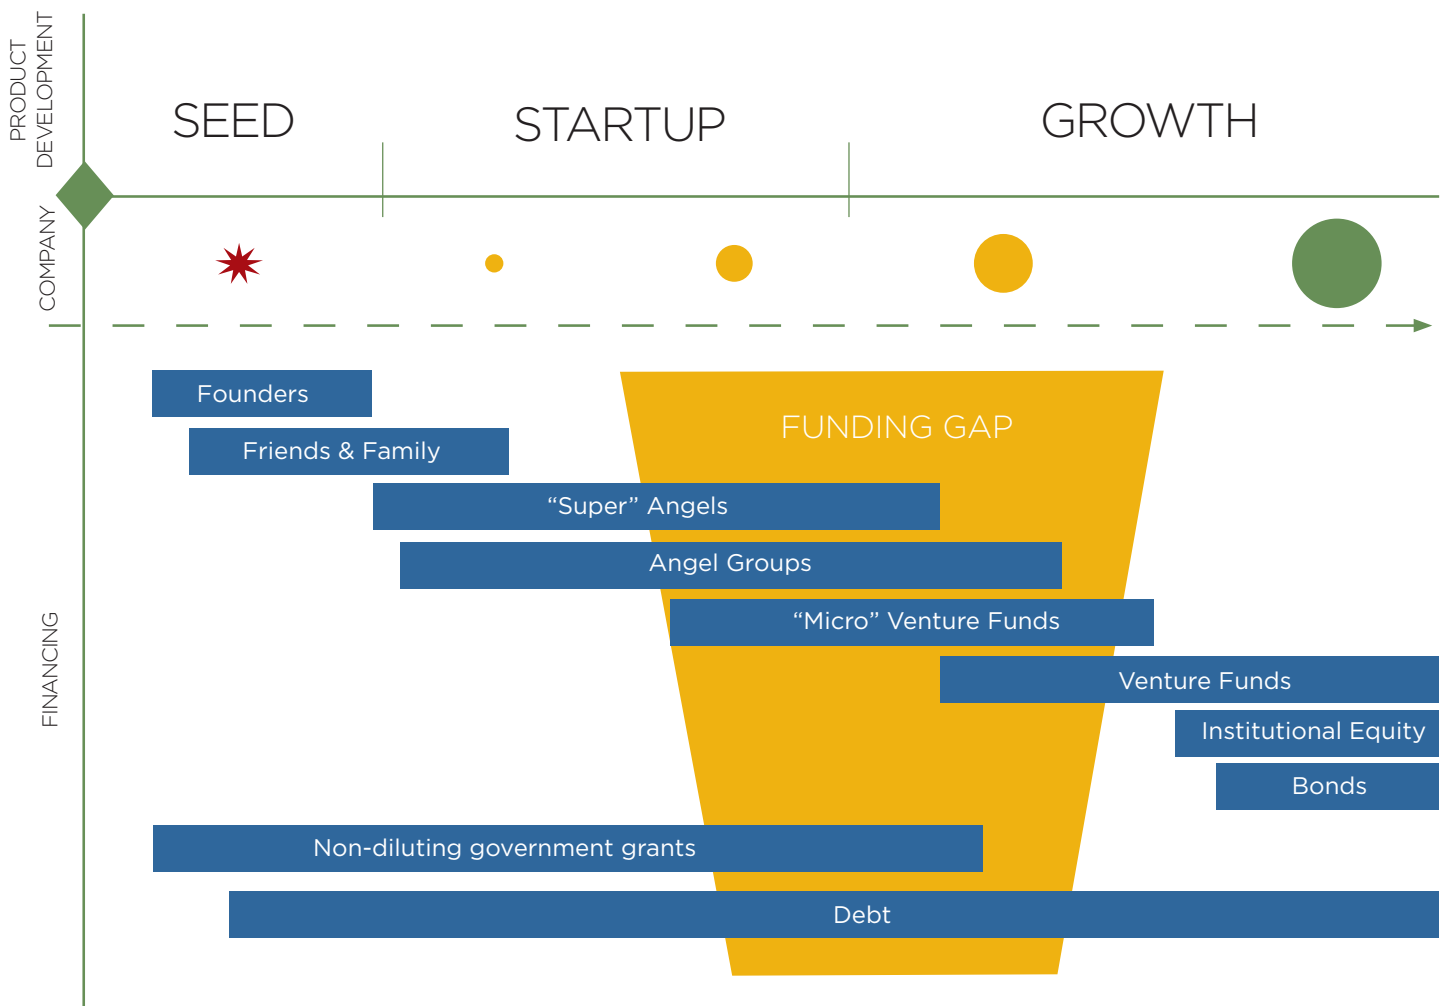 PRODUCT
DEVELOPMENT
SEED
STARTUP
GROWTH
COMPANY
Founders
Friends & Family
FUNDING GAP
“Super” Angels
Angel Groups
“Micro” Venture Funds
Venture Funds
Institutional Equity
Bonds
FINANCING
Non-diluting government grants
Debt